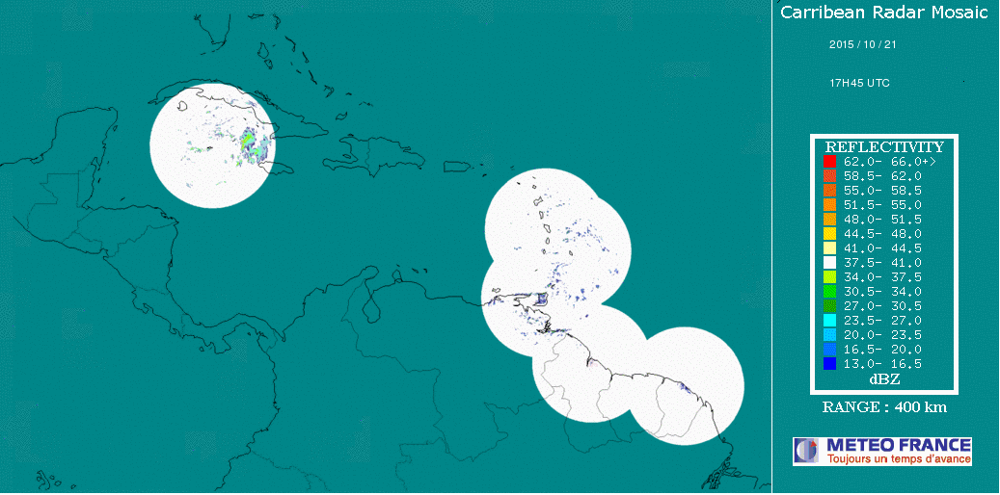 Carribean Radar Mosaic
2015 / 10 / 21
17H45 UTC
REFLECTIVITY
62.0- 66.0+>
58.5- 62.0
55.0- 58.5
51.5- 55.0
48.0- 51.5
44.5- 48.0
41.0- 44.5
37.5- 41.0
34.0- 37.5
30.5- 34.0
27.0- 30.5
23.5- 27.0
20.0- 23.5
16.5- 20.0
13.0- 16.5
dBZ
RANGE : 400 km
METEO FRANCE
Toujours un temps d'avance